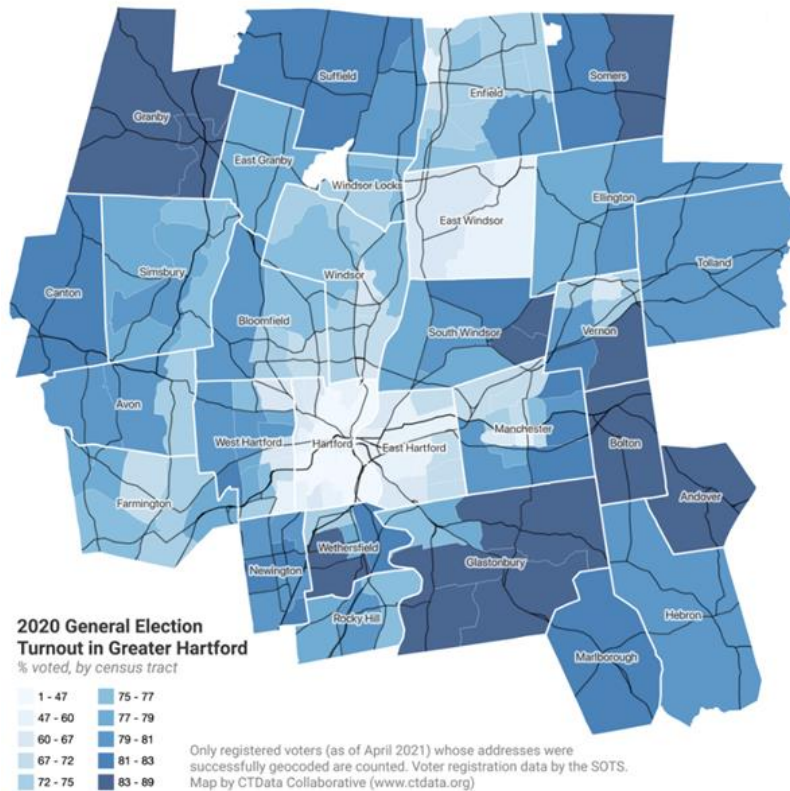 Suffield
Somers
Enfield
Granby
East Granby
Windsor Locks
Ellington
East Windsor
Tolland
Simsbury
Windsor
Canton
Bloomfield
South Windsor
Vernon
Avon
West Hartford
Hartford
East Hartford
Manchester
Bolton
Farmington
Andover
Wethersfield
Glastonbury
Newington
Rocky Hill
Hebron
Marlborough
2020 General Election
Turnout in Greater Hartford
% voted, by census tract
1 - 47
47 - 60
60 - 67
67 - 72
72 - 75
75 - 77
77 - 79
79 - 81
81 - 83
83 - 89
Only registered voters (as of April 2021) whose addresses were
successfully geocoded are counted. Voter registration data by the SOTS.
Map by CTData Collaborative (www.ctdata.org)